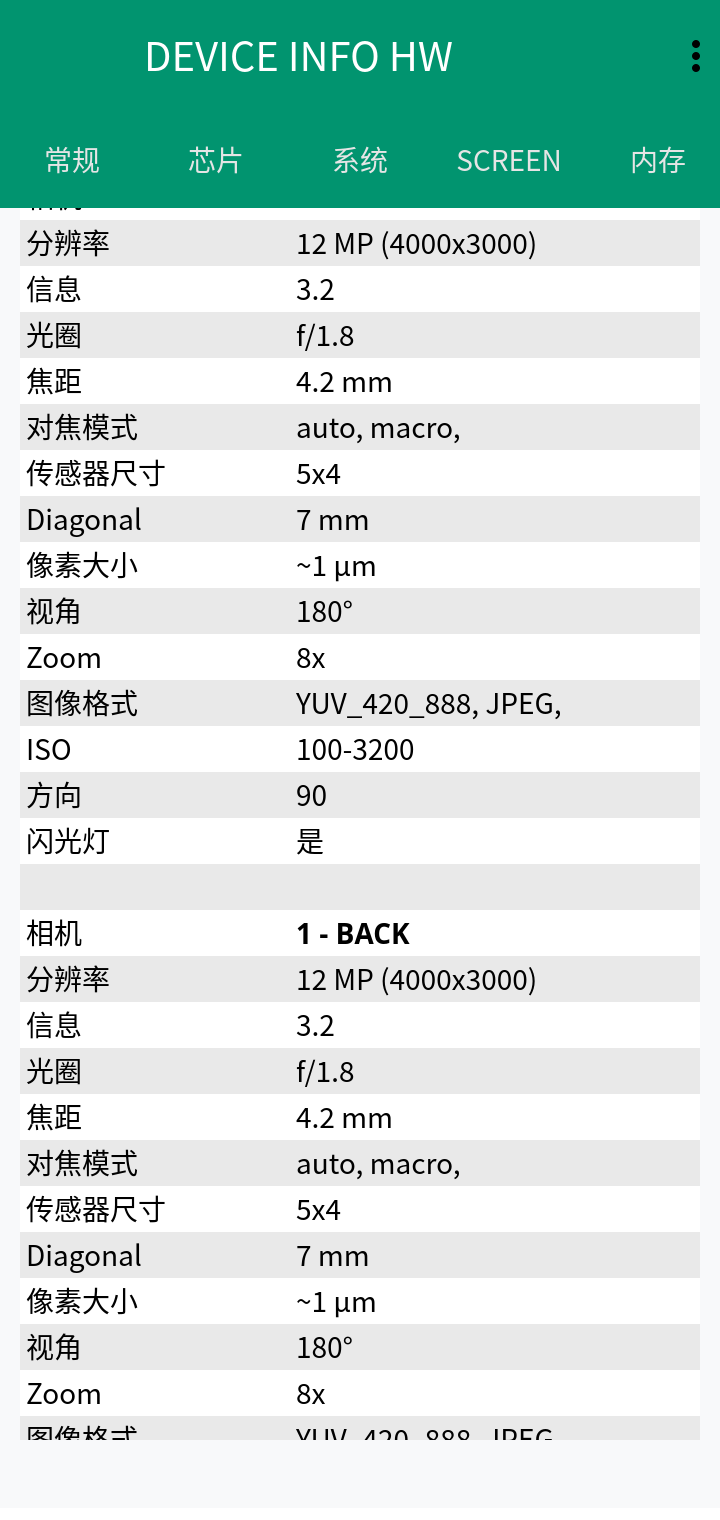 DEVICE INFO HW
常规 芯片 系统 SCREEN 内存
分辨率 12 MP (4000x3000)
信息 3.2
光圈 f/1.8
焦距 4.2 mm
对焦模式 auto, macro,
传感器尺寸 5x4
Diagonal 7 mm
像素大小 ~1 µm
视角 180°
Zoom 8x
图像格式 YUV_420_888, JPEG,
ISO 100-3200
方向 90
闪光灯 是
相机 1 - BACK
分辨率 12 MP (4000x3000)
信息 3.2
光圈 f/1.8
焦距 4.2 mm
对焦模式 auto, macro,
传感器尺寸 5x4
Diagonal 7 mm
像素大小 ~1 µm
视角 180°
Zoom 8x
图像格式 YUV_420_888, JPEG,